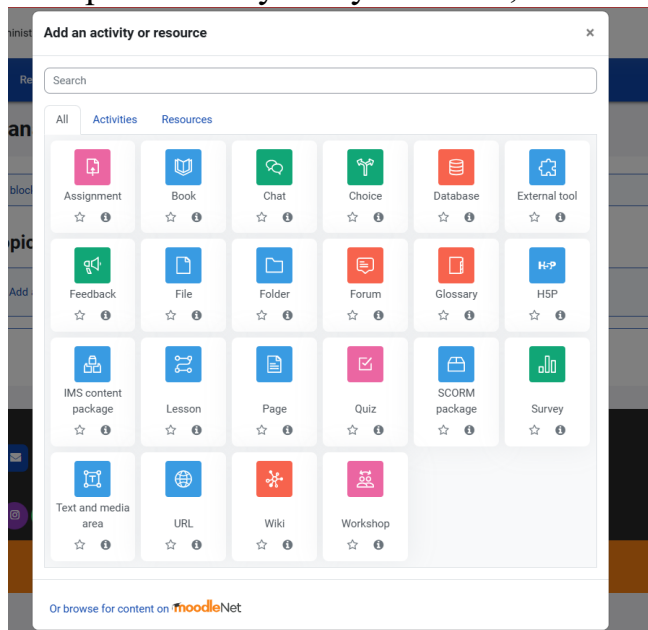 Add an activity or resource ×
Search
All Activities Resources
Assignment Book Chat Choice Database External tool
Feedback File Folder Forum Glossary H5P
H5P
IMS content
package Lesson Page Quiz SCORM
package Survey
Text and media
area URL Wiki Workshop
Or browse for content on moodleNet